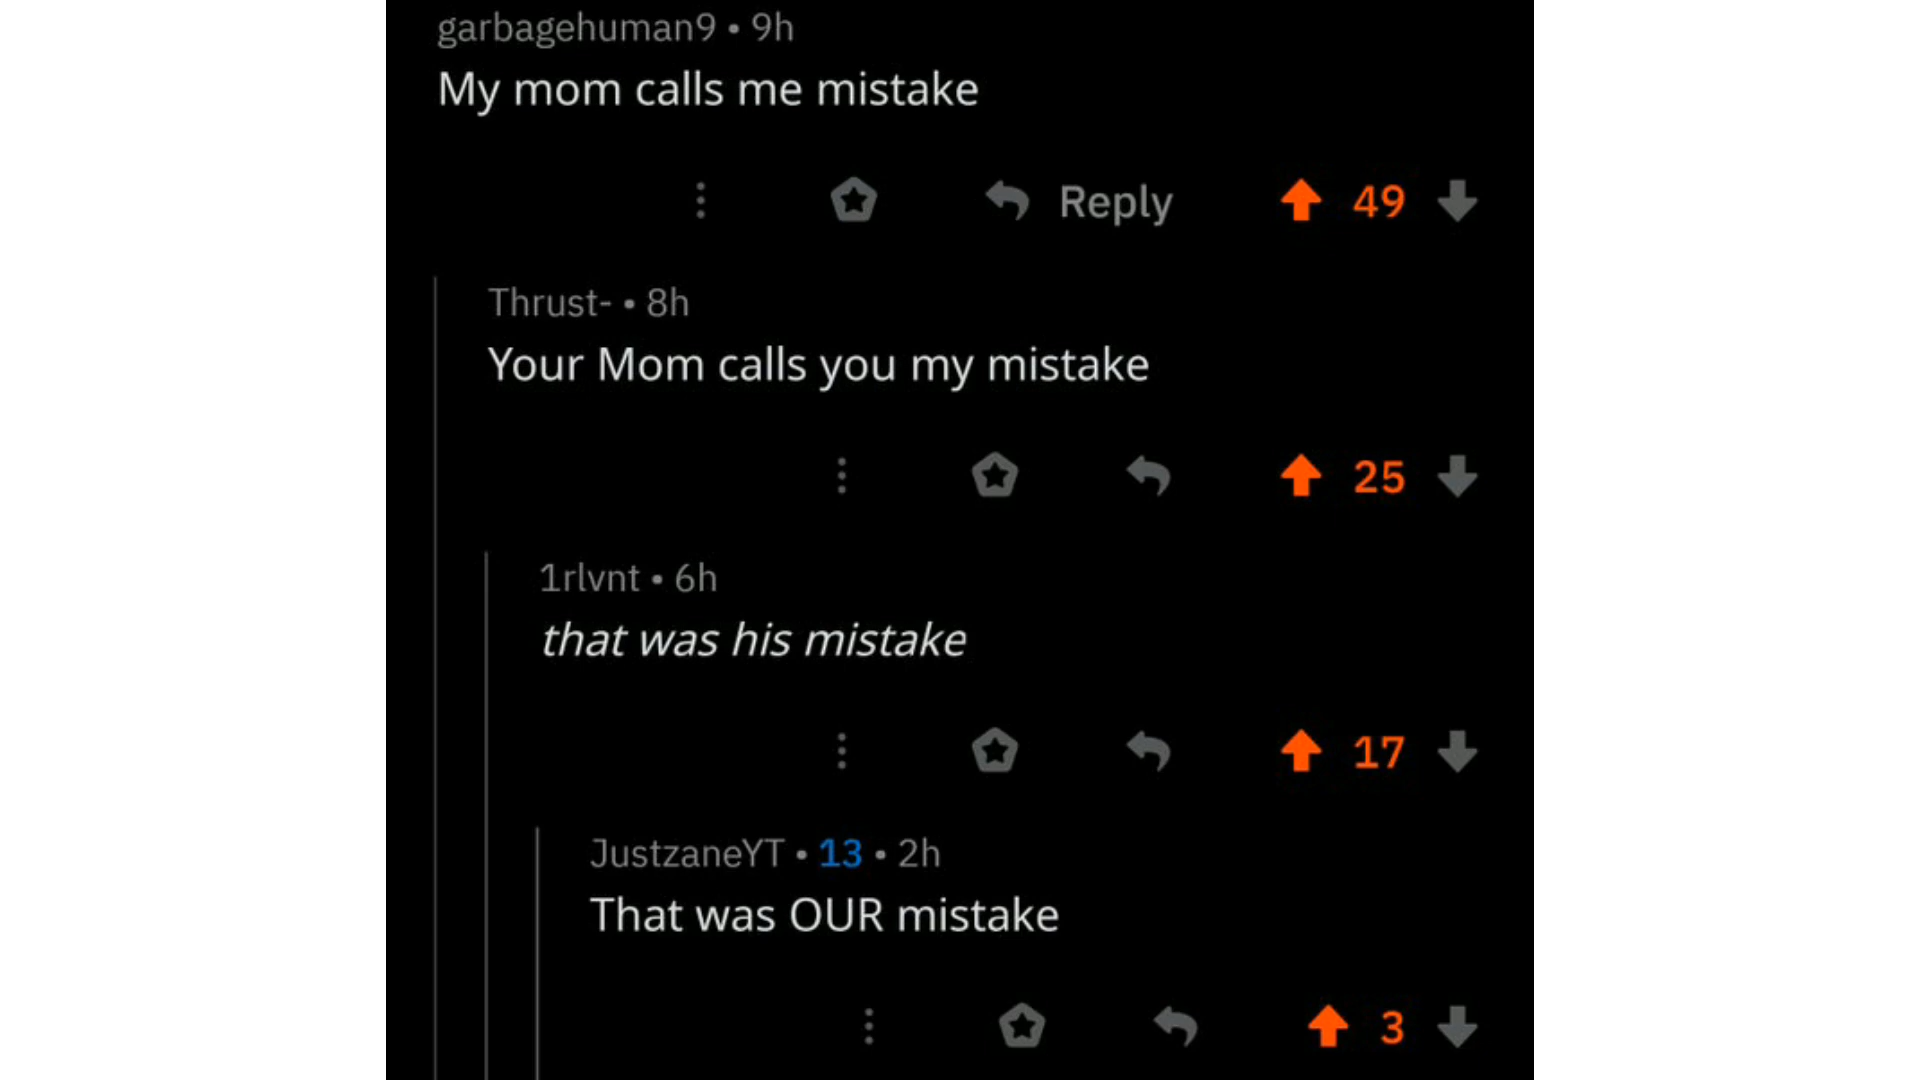 garbagehuman9 • 9h
My mom calls me mistake
Reply 49
Thrust- • 8h
Your Mom calls you my mistake
25
1rlvnt • 6h
that was his mistake
17
JustzaneYT • 13 • 2h
That was OUR mistake
3